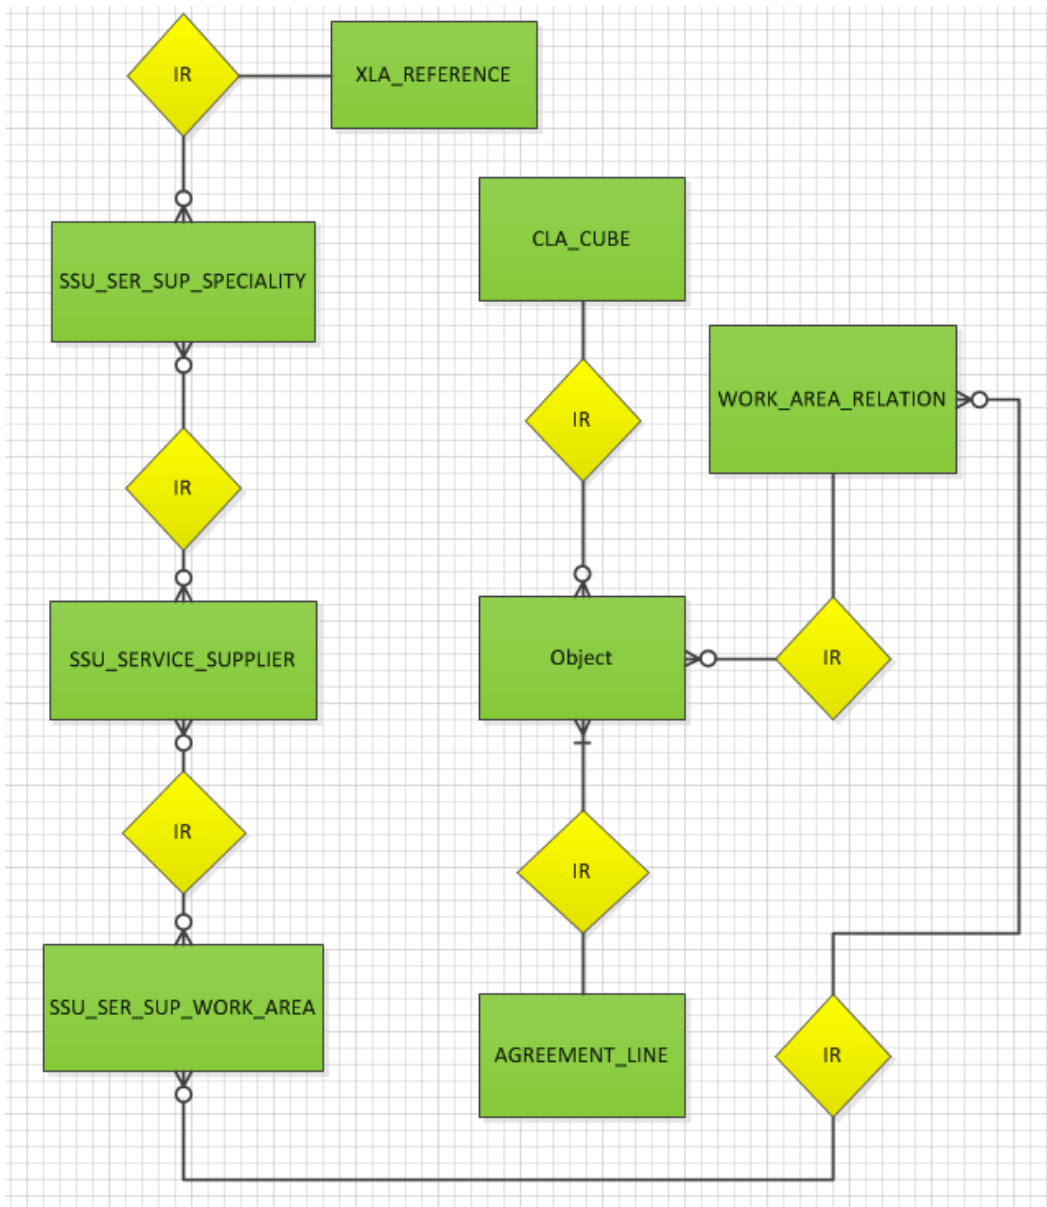 IR
XLA_REFERENCE
CLA_CUBE
SSU_SER_SUP_SPECIALITY
WORK_AREA_RELATION
IR
IR
Object
IR
SSU_SERVICE_SUPPLIER
IR
IR
SSU_SER_SUP_WORK_AREA
AGREEMENT_LINE
IR